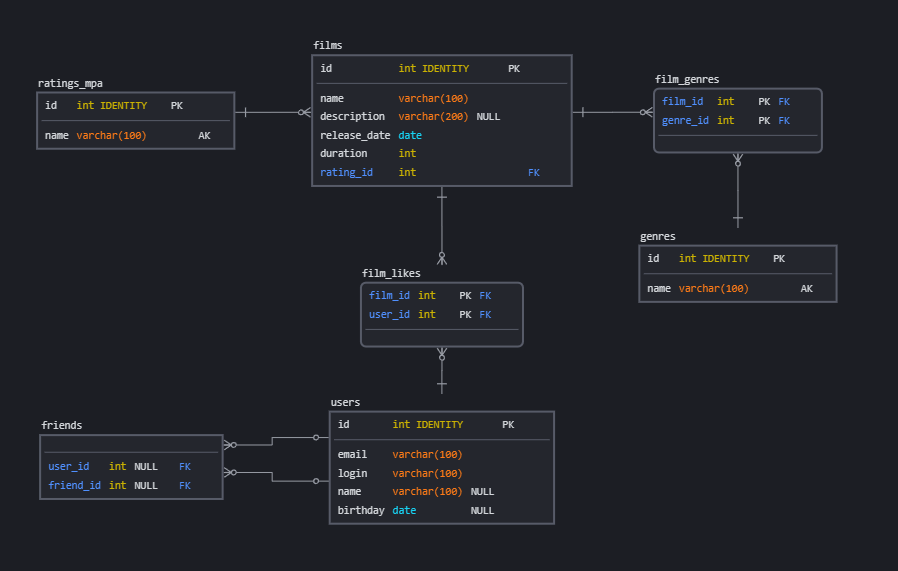 films
id int IDENTITY PK
name varchar(100)
description varchar(200) NULL
release_date date
duration int
rating_id int FK
ratings_mpa
id int IDENTITY PK
name varchar(100) AK
film_genres
film_id int PK FK
genre_id int PK FK
genres
id int IDENTITY PK
name varchar(100) AK
film_likes
film_id int PK FK
user_id int PK FK
users
id int IDENTITY PK
email varchar(100)
login varchar(100)
name varchar(100) NULL
birthday date NULL
friends
user_id int NULL FK
friend_id int NULL FK